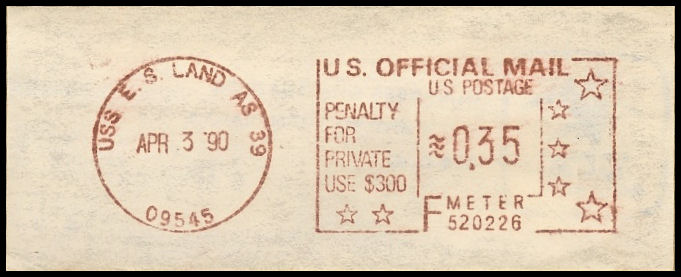 USS E. S. LAND AS 39
APR 3 '90
09545
U.S. OFFICIAL MAIL
U.S. POSTAGE
PENALTY
FOR
PRIVATE
USE $300
≈0.35
F METER
520226